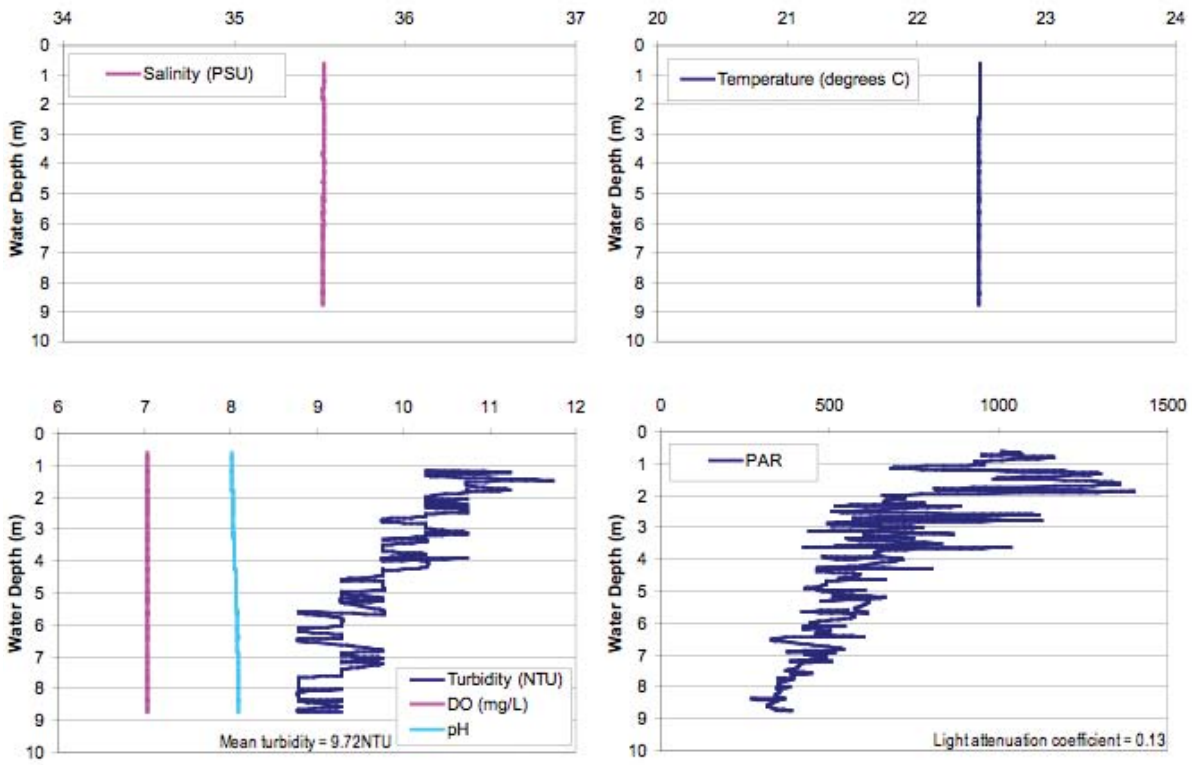 34 35 36 37
0
1
2
3
4
5
6
7
8
9
10
Water Depth (m)
Salinity (PSU)
20 21 22 23 24
0
1
2
3
4
5
6
7
8
9
10
Water Depth (m)
Temperature (degrees C)
6 7 8 9 10 11 12
0
1
2
3
4
5
6
7
8
9
10
Water Depth (m)
Turbidity (NTU)
DO (mg/L)
pH
Mean turbidity = 9.72NTU
0 500 1000 1500
0
1
2
3
4
5
6
7
8
9
10
Water Depth (m)
PAR
Light attenuation coefficient = 0.13